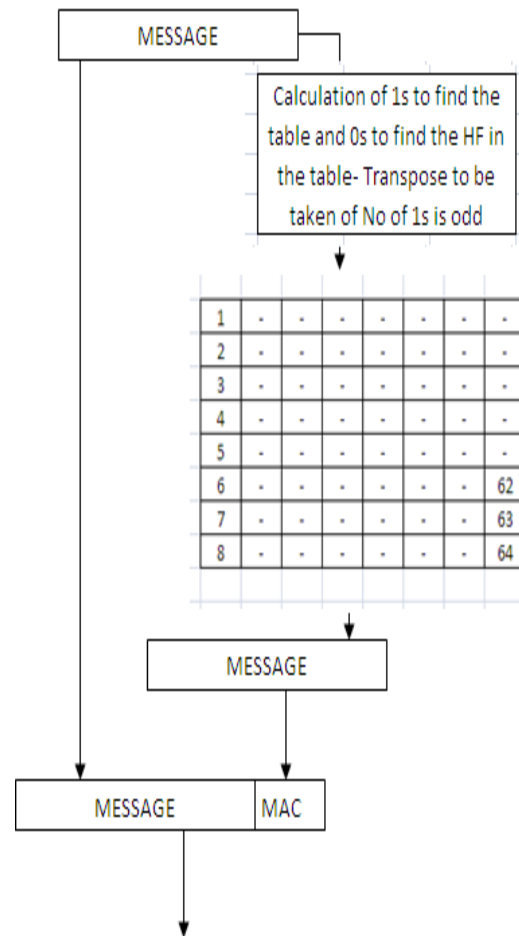 MESSAGE
Calculation of 1s to find the
table and 0s to find the HF in
the table- Transpose to be
taken of No of 1s is odd
1 - - - - - - -
2 - - - - - - -
3 - - - - - - -
4 - - - - - - -
5 - - - - - - -
6 - - - - - - 62
7 - - - - - - 63
8 - - - - - - 64
MESSAGE
MESSAGE MAC